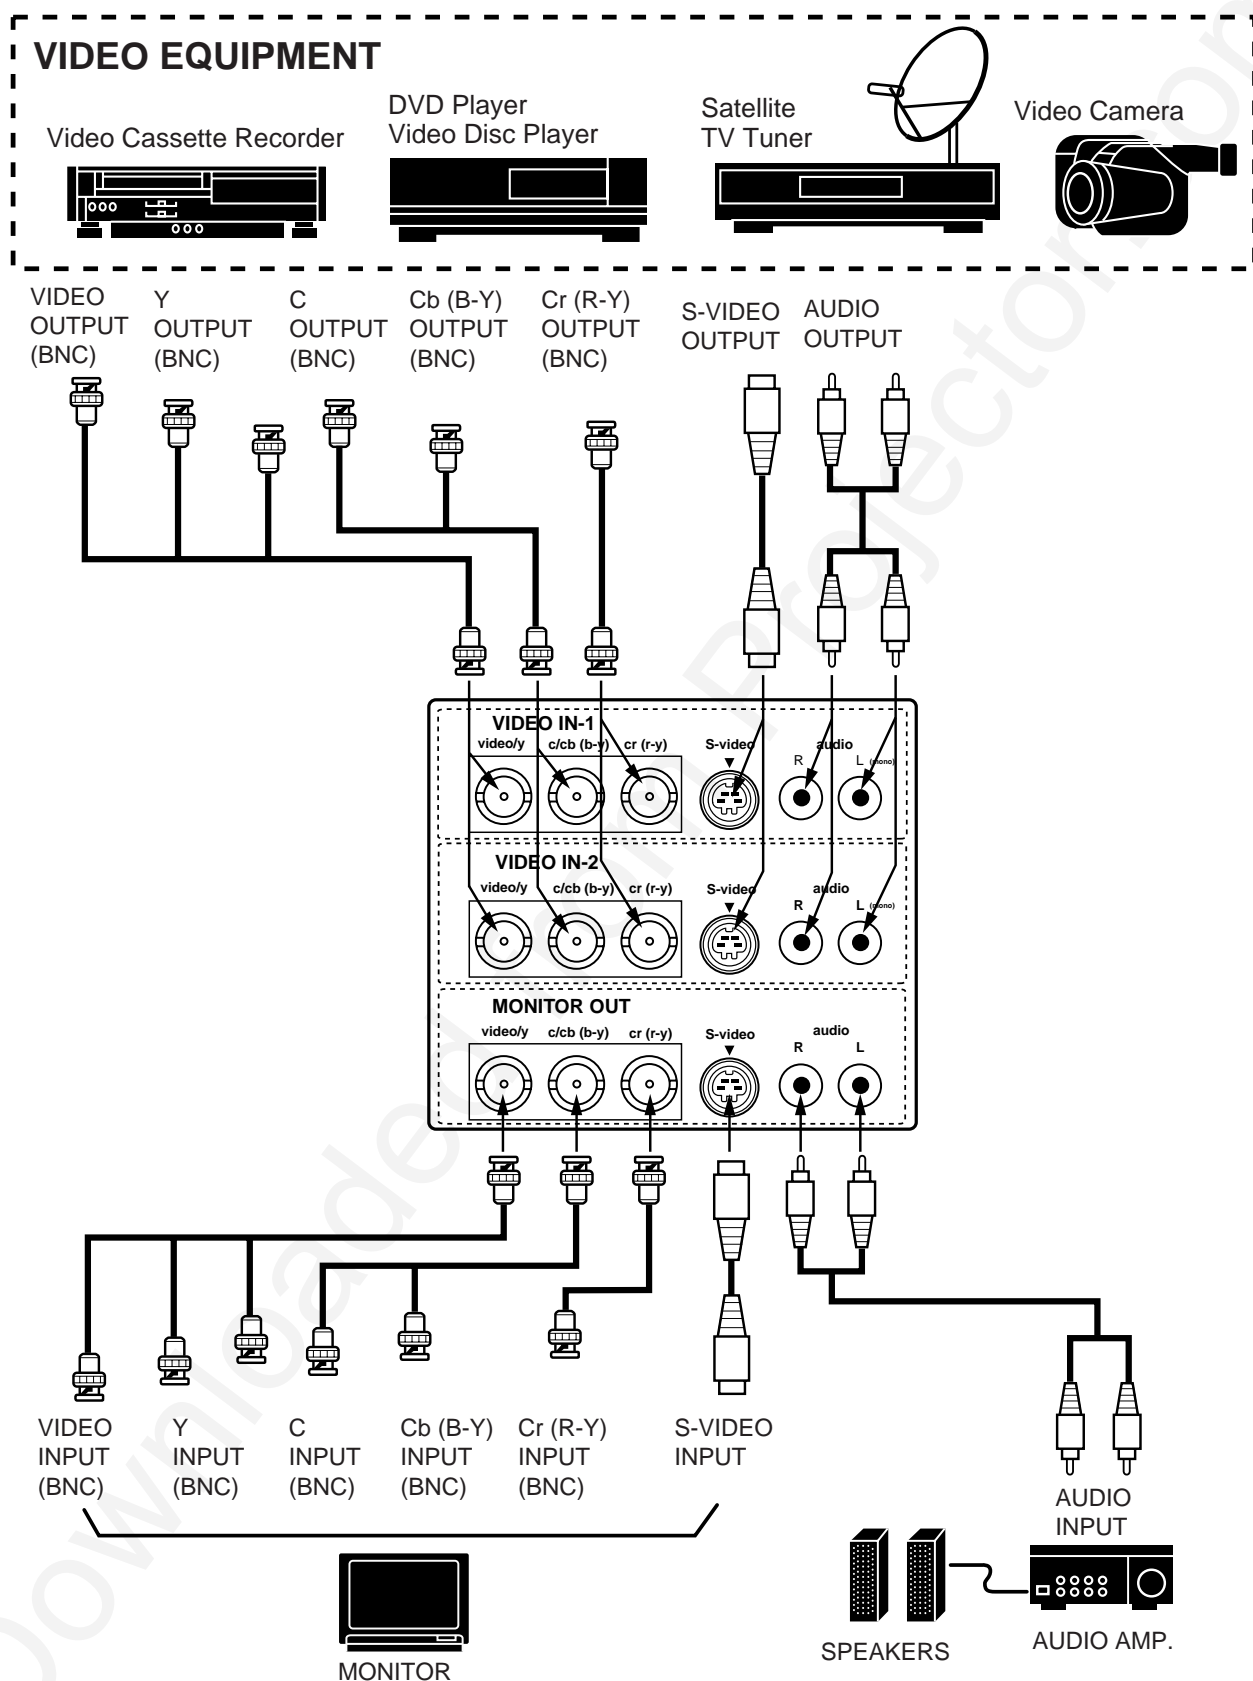 VIDEO EQUIPMENT
Video Cassette Recorder
DVD Player
Video Disc Player
Satellite
TV Tuner
Video Camera
VIDEO
OUTPUT
(BNC)
Y
OUTPUT
(BNC)
C
OUTPUT
(BNC)
Cb (B-Y)
OUTPUT
(BNC)
Cr (R-Y)
OUTPUT
(BNC)
S-VIDEO
OUTPUT
AUDIO
OUTPUT
VIDEO IN-1
video/y
c/cb (b-y)
cr (r-y)
S-video
audio
R
L (mono)
VIDEO IN-2
video/y
c/cb (b-y)
cr (r-y)
S-video
audio
R
L (mono)
MONITOR OUT
video/y
c/cb (b-y)
cr (r-y)
S-video
audio
R
L
VIDEO
INPUT
(BNC)
Y
INPUT
(BNC)
C
INPUT
(BNC)
Cb (B-Y)
INPUT
(BNC)
Cr (R-Y)
INPUT
(BNC)
S-VIDEO
INPUT
AUDIO
INPUT
MONITOR
SPEAKERS
AUDIO AMP.
Downloaded from Projector